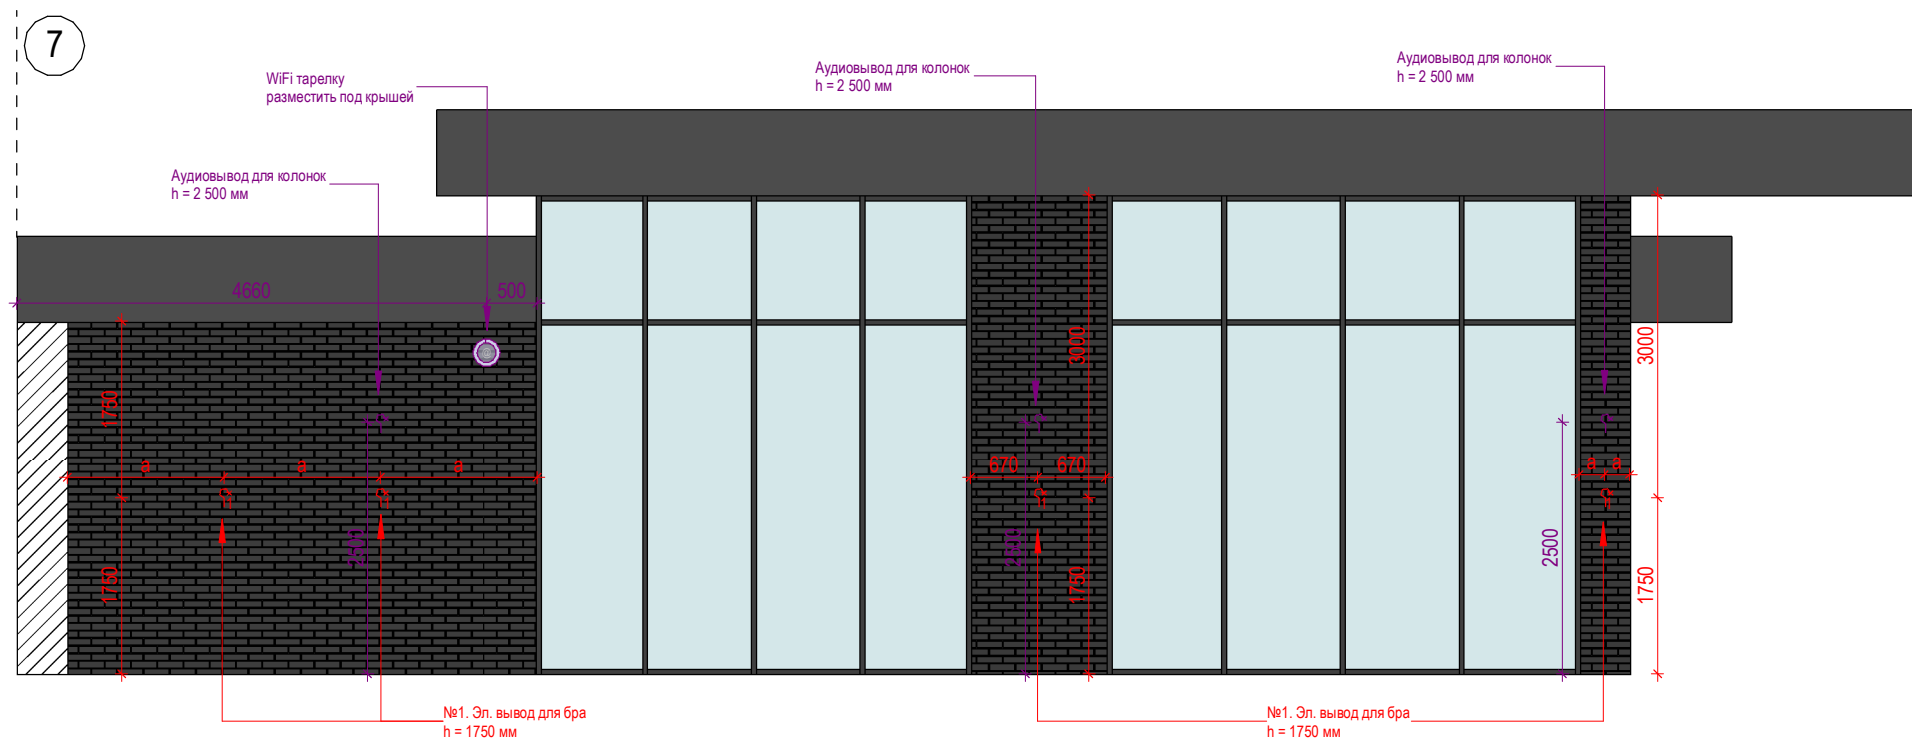 7
WiFi тарелку
разместить под крышей
Аудиовывод для колонок
h = 2 500 мм
Аудиовывод для колонок
h = 2 500 мм
Аудиовывод для колонок
h = 2 500 мм
4660
500
1750
1750
a
a
a
2500
670
670
3000
1750
2500
a
a
2500
3000
1750
№1. Эл. вывод для бра
h = 1750 мм
№1. Эл. вывод для бра
h = 1750 мм